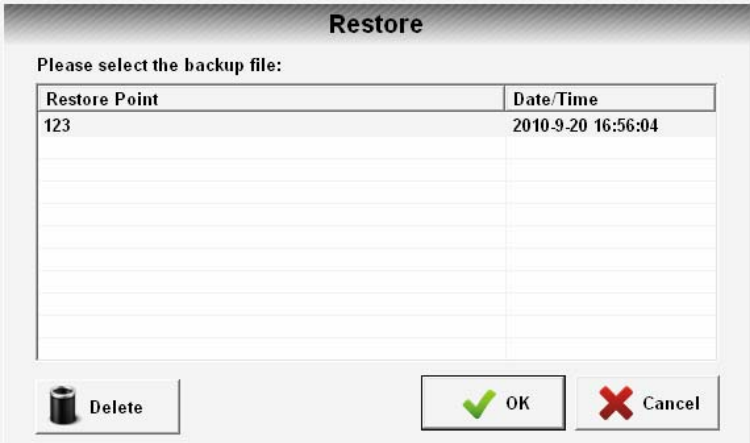 Restore
Please select the backup file:
Restore Point Date/Time
123 2010-9-20 16:56:04
Delete OK Cancel